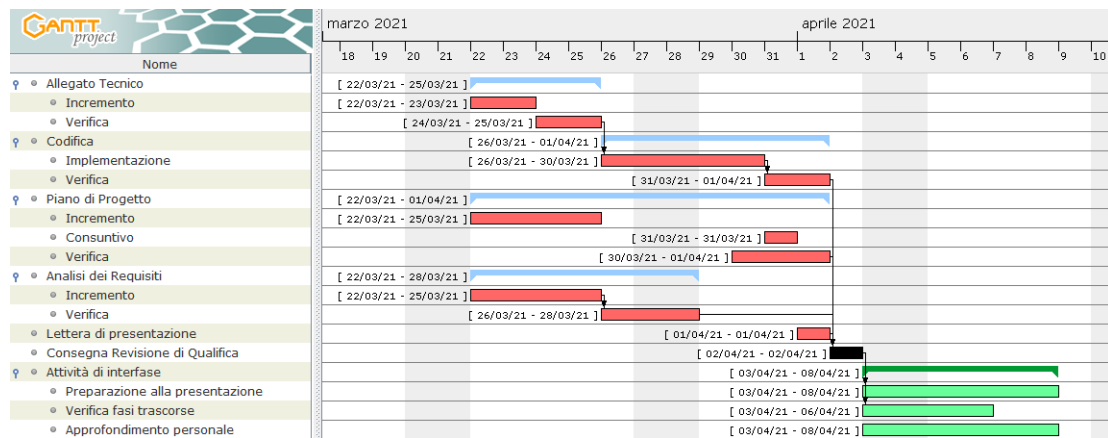 GANTT project
marzo 2021 aprile 2021
18 19 20 21 22 23 24 25 26 27 28 29 30 31 1 2 3 4 5 6 7 8 9 10
Nome
Allegato Tecnico [ 22/03/21 - 25/03/21 ]
Incremento [ 22/03/21 - 23/03/21 ]
Verifica [ 24/03/21 - 25/03/21 ]
Codifica [ 26/03/21 - 01/04/21 ]
Implementazione [ 26/03/21 - 30/03/21 ]
Verifica [ 31/03/21 - 01/04/21 ]
Piano di Progetto [ 22/03/21 - 01/04/21 ]
Incremento [ 22/03/21 - 25/03/21 ]
Consuntivo [ 31/03/21 - 31/03/21 ]
Verifica [ 30/03/21 - 01/04/21 ]
Analisi dei Requisiti [ 22/03/21 - 28/03/21 ]
Incremento [ 22/03/21 - 25/03/21 ]
Verifica [ 26/03/21 - 28/03/21 ]
Lettera di presentazione [ 01/04/21 - 01/04/21 ]
Consegna Revisione di Qualifica [ 02/04/21 - 02/04/21 ]
Attività di interfase [ 03/04/21 - 08/04/21 ]
Preparazione alla presentazione [ 03/04/21 - 08/04/21 ]
Verifica fasi trascorse [ 03/04/21 - 06/04/21 ]
Approfondimento personale [ 03/04/21 - 08/04/21 ]